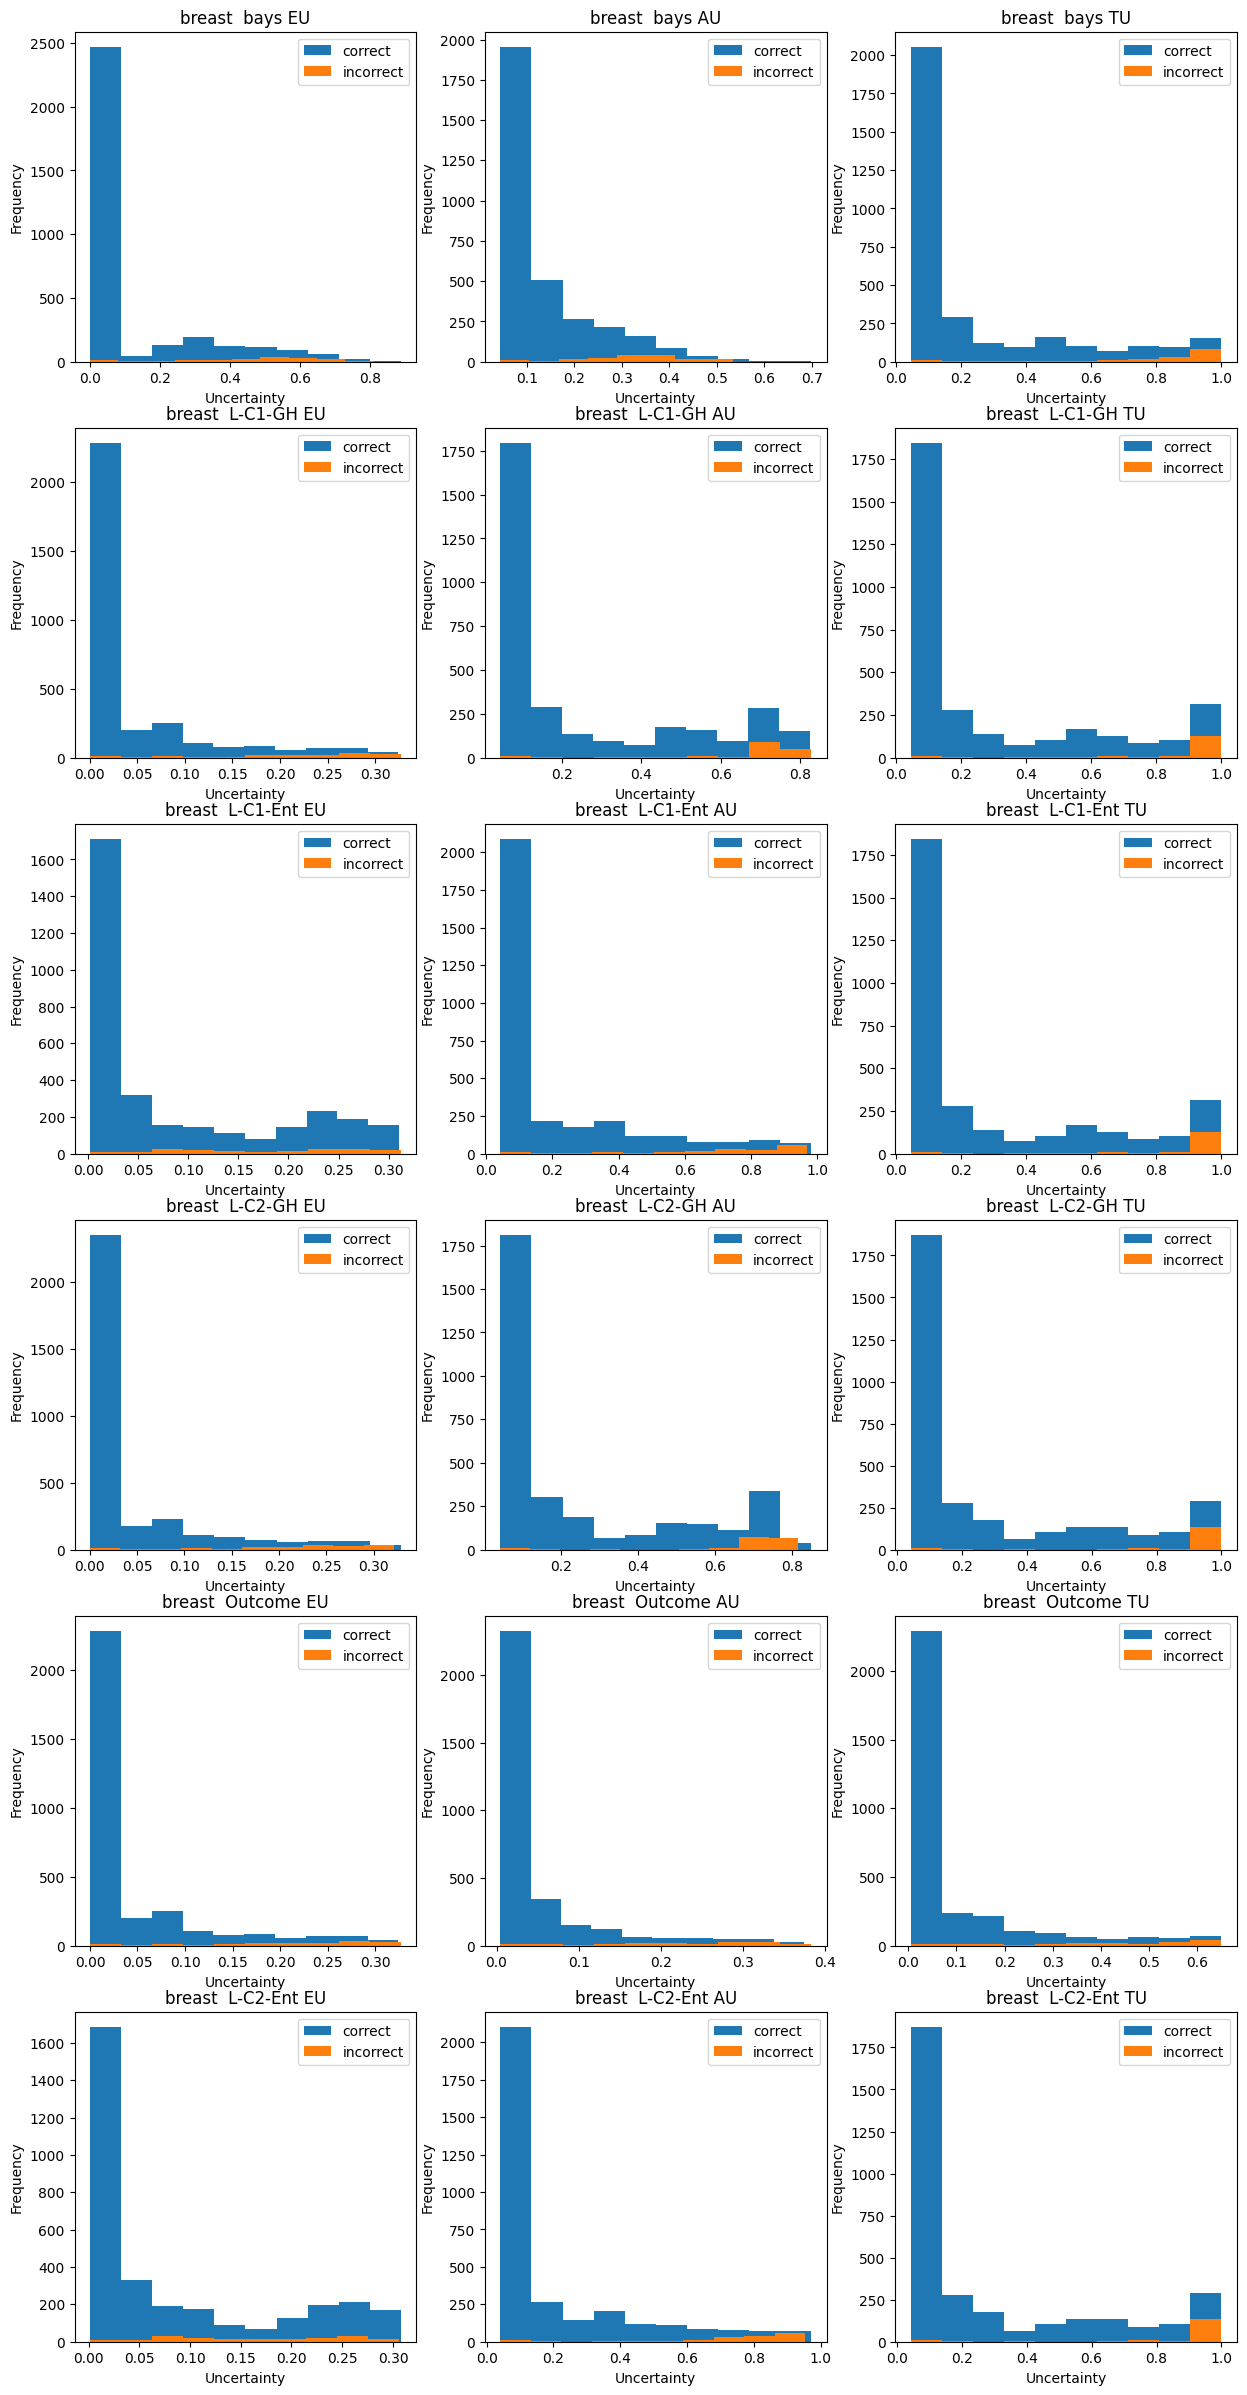 breast  bays EU
correct
incorrect
Frequency
2500
2000
1500
1000
500
0
0.0 0.2 0.4 0.6 0.8
Uncertainty
breast  bays AU
correct
incorrect
Frequency
2000
1750
1500
1250
1000
750
500
250
0
0.1 0.2 0.3 0.4 0.5 0.6 0.7
Uncertainty
breast  bays TU
correct
incorrect
Frequency
2000
1750
1500
1250
1000
750
500
250
0
0.0 0.2 0.4 0.6 0.8 1.0
Uncertainty
breast  L-C1-GH EU
correct
incorrect
Frequency
2000
1500
1000
500
0
0.00 0.05 0.10 0.15 0.20 0.25 0.30
Uncertainty
breast  L-C1-GH AU
correct
incorrect
Frequency
1750
1500
1250
1000
750
500
250
0
0.2 0.4 0.6 0.8
Uncertainty
breast  L-C1-GH TU
correct
incorrect
Frequency
1750
1500
1250
1000
750
500
250
0
0.0 0.2 0.4 0.6 0.8 1.0
Uncertainty
breast  L-C1-Ent EU
correct
incorrect
Frequency
1600
1400
1200
1000
800
600
400
200
0
0.00 0.05 0.10 0.15 0.20 0.25 0.30
Uncertainty
breast  L-C1-Ent AU
correct
incorrect
Frequency
2000
1750
1500
1250
1000
750
500
250
0
0.0 0.2 0.4 0.6 0.8 1.0
Uncertainty
breast  L-C1-Ent TU
correct
incorrect
Frequency
1750
1500
1250
1000
750
500
250
0
0.0 0.2 0.4 0.6 0.8 1.0
Uncertainty
breast  L-C2-GH EU
correct
incorrect
Frequency
2000
1500
1000
500
0
0.00 0.05 0.10 0.15 0.20 0.25 0.30
Uncertainty
breast  L-C2-GH AU
correct
incorrect
Frequency
1750
1500
1250
1000
750
500
250
0
0.2 0.4 0.6 0.8
Uncertainty
breast  L-C2-GH TU
correct
incorrect
Frequency
1750
1500
1250
1000
750
500
250
0
0.0 0.2 0.4 0.6 0.8 1.0
Uncertainty
breast  Outcome EU
correct
incorrect
Frequency
2000
1500
1000
500
0
0.00 0.05 0.10 0.15 0.20 0.25 0.30
Uncertainty
breast  Outcome AU
correct
incorrect
Frequency
2000
1500
1000
500
0
0.0 0.1 0.2 0.3 0.4
Uncertainty
breast  Outcome TU
correct
incorrect
Frequency
2000
1500
1000
500
0
0.0 0.1 0.2 0.3 0.4 0.5 0.6
Uncertainty
breast  L-C2-Ent EU
correct
incorrect
Frequency
1600
1400
1200
1000
800
600
400
200
0
0.00 0.05 0.10 0.15 0.20 0.25 0.30
Uncertainty
breast  L-C2-Ent AU
correct
incorrect
Frequency
2000
1750
1500
1250
1000
750
500
250
0
0.0 0.2 0.4 0.6 0.8 1.0
Uncertainty
breast  L-C2-Ent TU
correct
incorrect
Frequency
1750
1500
1250
1000
750
500
250
0
0.0 0.2 0.4 0.6 0.8 1.0
Uncertainty